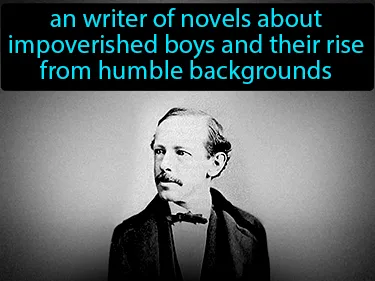 an writer of novels about
impoverished boys and their rise
from humble backgrounds